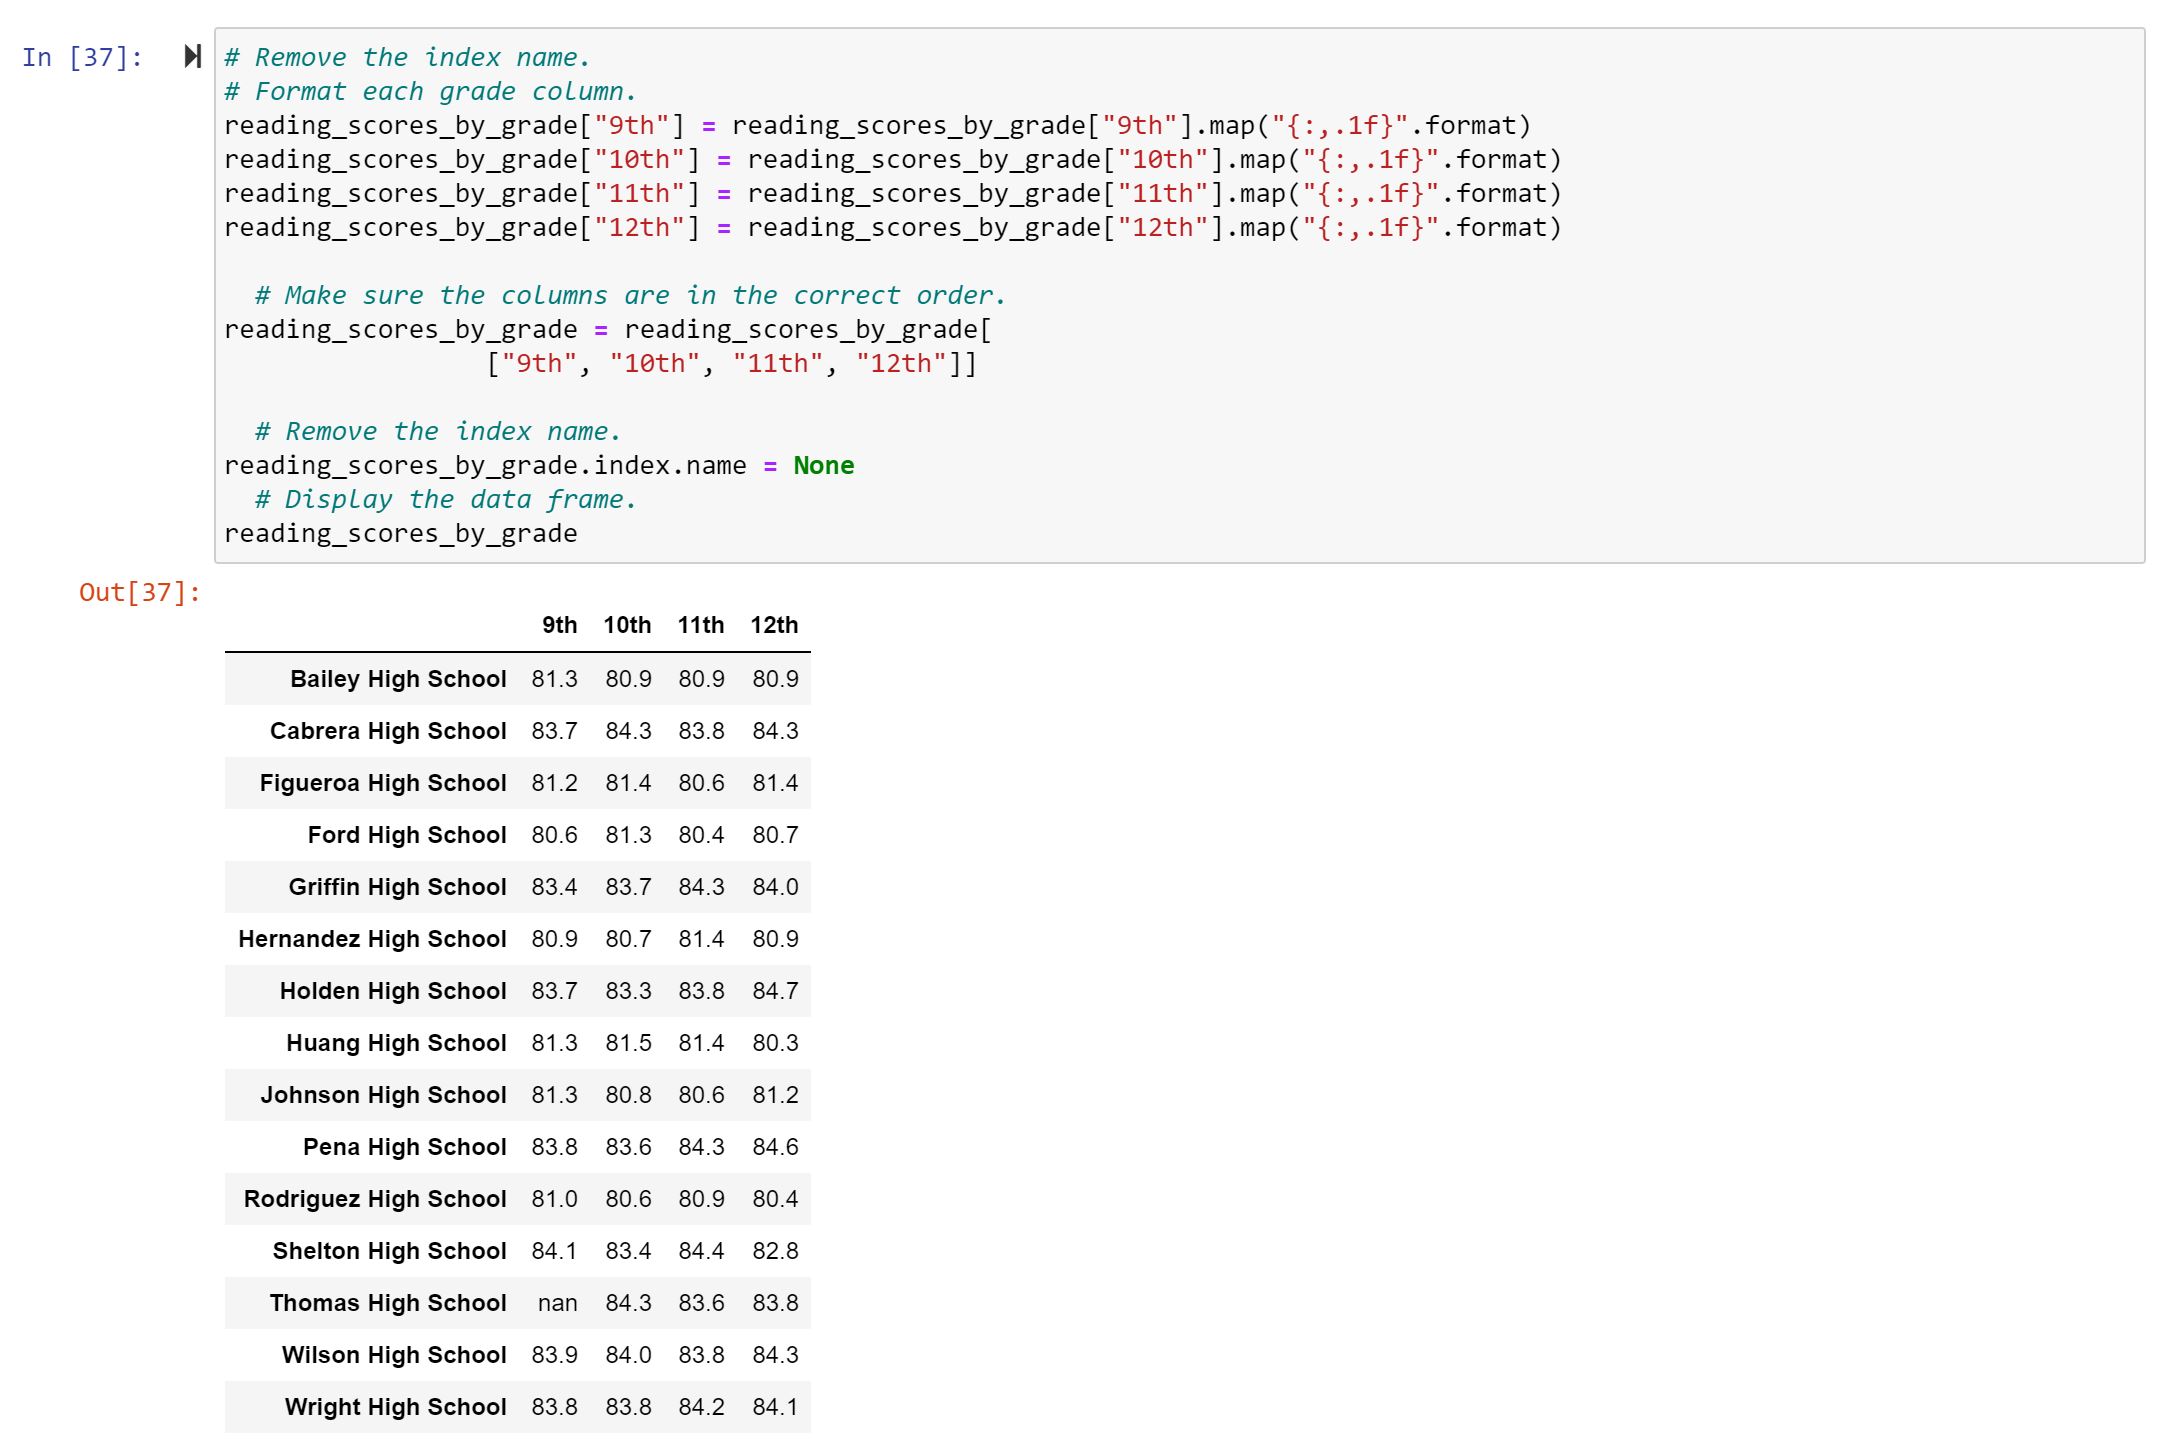 In [37]:
# Remove the index name.
# Format each grade column.
reading_scores_by_grade["9th"] = reading_scores_by_grade["9th"].map("{:,.1f}".format)
reading_scores_by_grade["10th"] = reading_scores_by_grade["10th"].map("{:,.1f}".format)
reading_scores_by_grade["11th"] = reading_scores_by_grade["11th"].map("{:,.1f}".format)
reading_scores_by_grade["12th"] = reading_scores_by_grade["12th"].map("{:,.1f}".format)
  # Make sure the columns are in the correct order.
reading_scores_by_grade = reading_scores_by_grade[
                 ["9th", "10th", "11th", "12th"]]
  # Remove the index name.
reading_scores_by_grade.index.name = None
  # Display the data frame.
reading_scores_by_grade
Out[37]:
9th 10th 11th 12th
Bailey High School 81.3 80.9 80.9 80.9
Cabrera High School 83.7 84.3 83.8 84.3
Figueroa High School 81.2 81.4 80.6 81.4
Ford High School 80.6 81.3 80.4 80.7
Griffin High School 83.4 83.7 84.3 84.0
Hernandez High School 80.9 80.7 81.4 80.9
Holden High School 83.7 83.3 83.8 84.7
Huang High School 81.3 81.5 81.4 80.3
Johnson High School 81.3 80.8 80.6 81.2
Pena High School 83.8 83.6 84.3 84.6
Rodriguez High School 81.0 80.6 80.9 80.4
Shelton High School 84.1 83.4 84.4 82.8
Thomas High School nan 84.3 83.6 83.8
Wilson High School 83.9 84.0 83.8 84.3
Wright High School 83.8 83.8 84.2 84.1